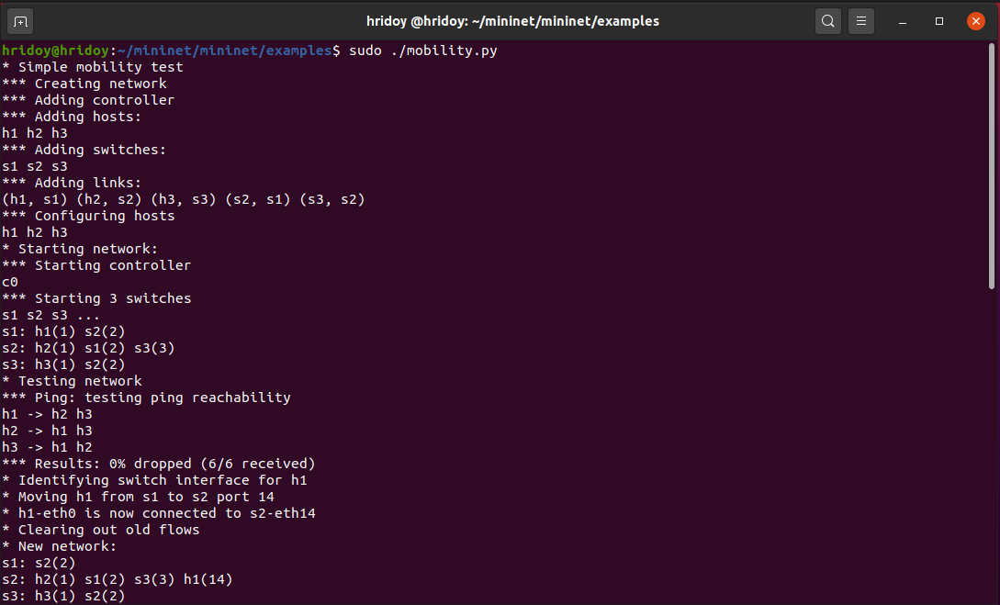 hridoy @hridoy: ~/mininet/mininet/examples
hridoy@hridoy:~/mininet/mininet/examples$ sudo ./mobility.py
* Simple mobility test
*** Creating network
*** Adding controller
*** Adding hosts:
h1 h2 h3
*** Adding switches:
s1 s2 s3
*** Adding links:
(h1, s1) (h2, s2) (h3, s3) (s2, s1) (s3, s2)
*** Configuring hosts
h1 h2 h3
* Starting network:
*** Starting controller
c0
*** Starting 3 switches
s1 s2 s3 ...
s1: h1(1) s2(2)
s2: h2(1) s1(2) s3(3)
s3: h3(1) s2(2)
* Testing network
*** Ping: testing ping reachability
h1 -> h2 h3
h2 -> h1 h3
h3 -> h1 h2
*** Results: 0% dropped (6/6 received)
* Identifying switch interface for h1
* Moving h1 from s1 to s2 port 14
* h1-eth0 is now connected to s2-eth14
* Clearing out old flows
* New network:
s1: s2(2)
s2: h2(1) s1(2) s3(3) h1(14)
s3: h3(1) s2(2)